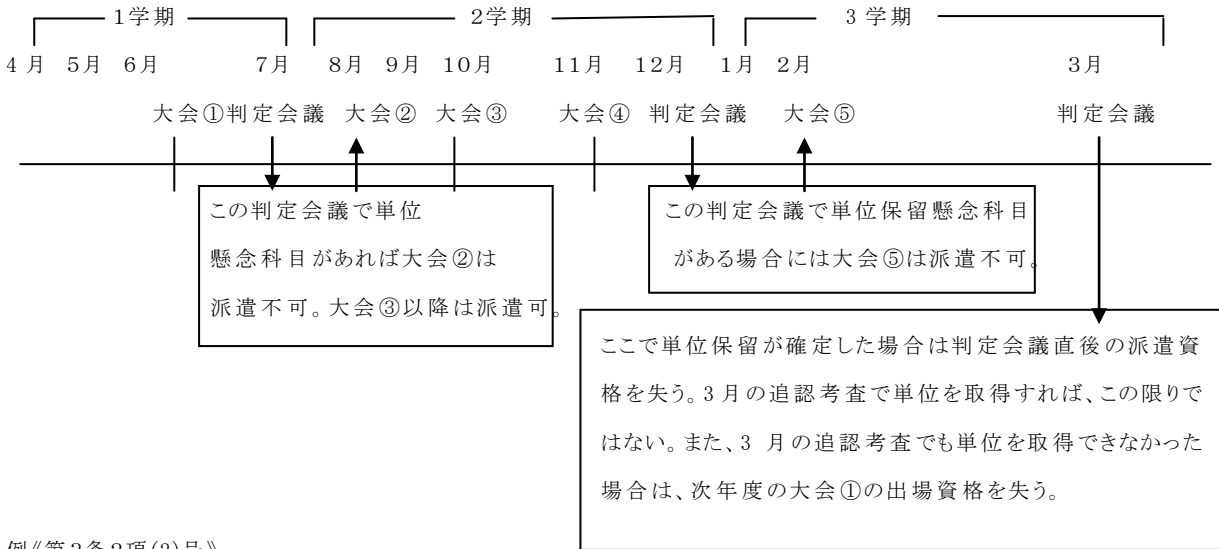 1学期 2学期 3 学期
4 月 5月 6月 7月 8月 9月 10月 11月 12月 1月 2月 3月
大会①判定会議 大会② 大会③ 大会④ 判定会議 大会⑤ 判定会議
この判定会議で単位
懸念科目があれば大会②は
派遣不可。大会③以降は派遣可。
この判定会議で単位保留懸念科目
がある場合には大会⑤は派遣不可。
ここで単位保留が確定した場合は判定会議直後の派遣資
格を失う。3月の追認考査で単位を取得すれば、この限りで
はない。また、3 月の追認考査でも単位を取得できなかった
場合は、次年度の大会①の出場資格を失う。